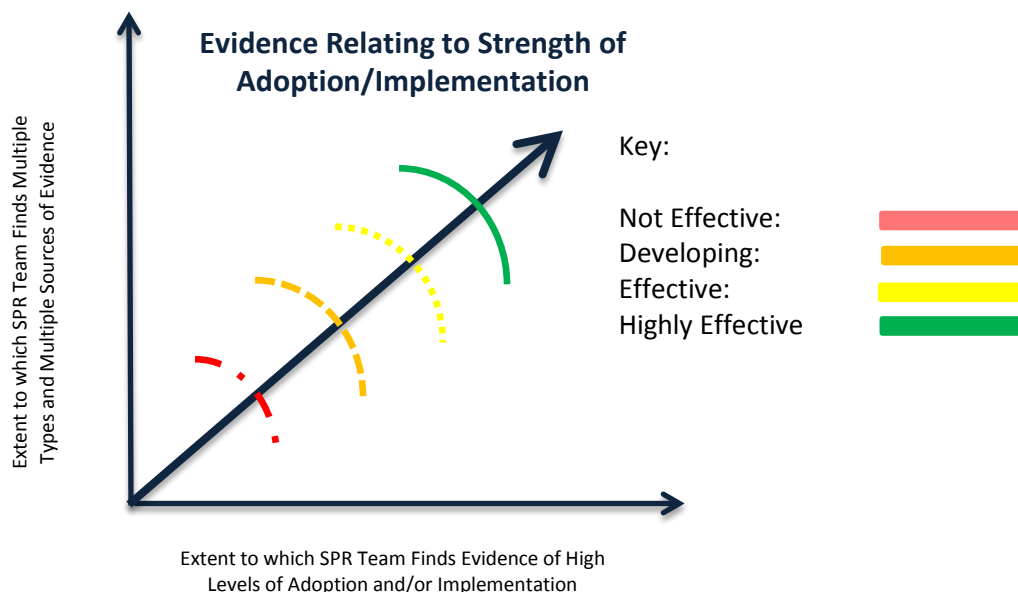 Evidence Relating to Strength of
Adoption/Implementation
Extent to which SPR Team Finds Multiple
Types and Multiple Sources of Evidence
Key:
Not Effective:
Developing:
Effective:
Highly Effective
Extent to which SPR Team Finds Evidence of High
Levels of Adoption and/or Implementation